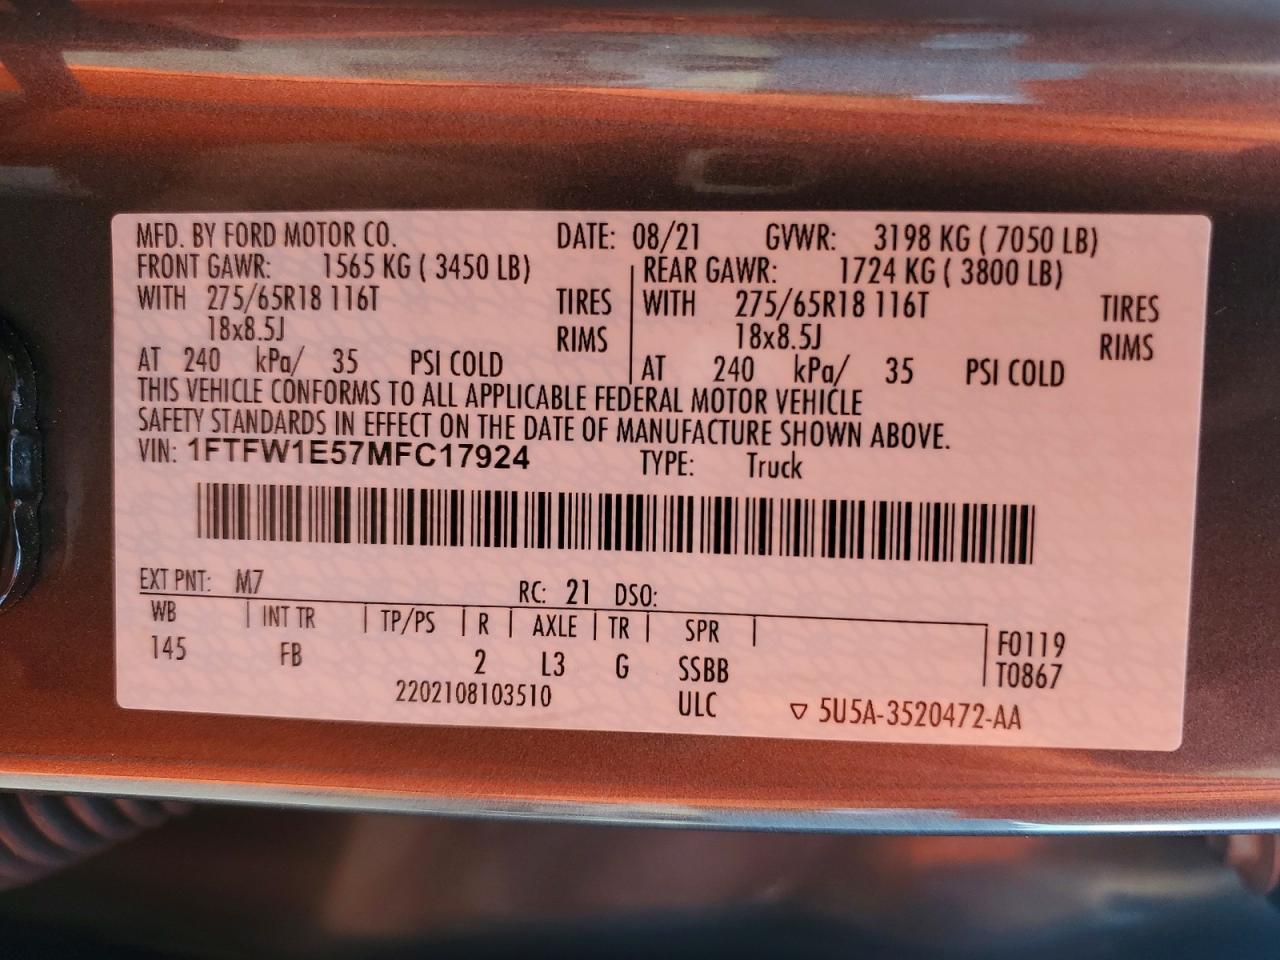 MFD. BY FORD MOTOR CO. DATE: 08/21 GVWR: 3198 KG ( 7050 LB)
FRONT GAWR: 1565 KG ( 3450 LB) REAR GAWR: 1724 KG ( 3800 LB)
WITH 275/65R18 116T TIRES WITH 275/65R18 116T TIRES
18x8.5J RIMS 18x8.5J RIMS
AT 240 kPa/ 35 PSI COLD AT 240 kPa/ 35 PSI COLD
THIS VEHICLE CONFORMS TO ALL APPLICABLE FEDERAL MOTOR VEHICLE
SAFETY STANDARDS IN EFFECT ON THE DATE OF MANUFACTURE SHOWN ABOVE.
VIN: 1FTFW1E57MFC17924 TYPE: Truck
EXT PNT: M7 RC: 21 DSO:
WB INT TR TP/PS R AXLE TR SPR F0119
145 FB 2 L3 G SSBB T0867
2202108103510 ULC ▽ 5U5A-3520472-AA